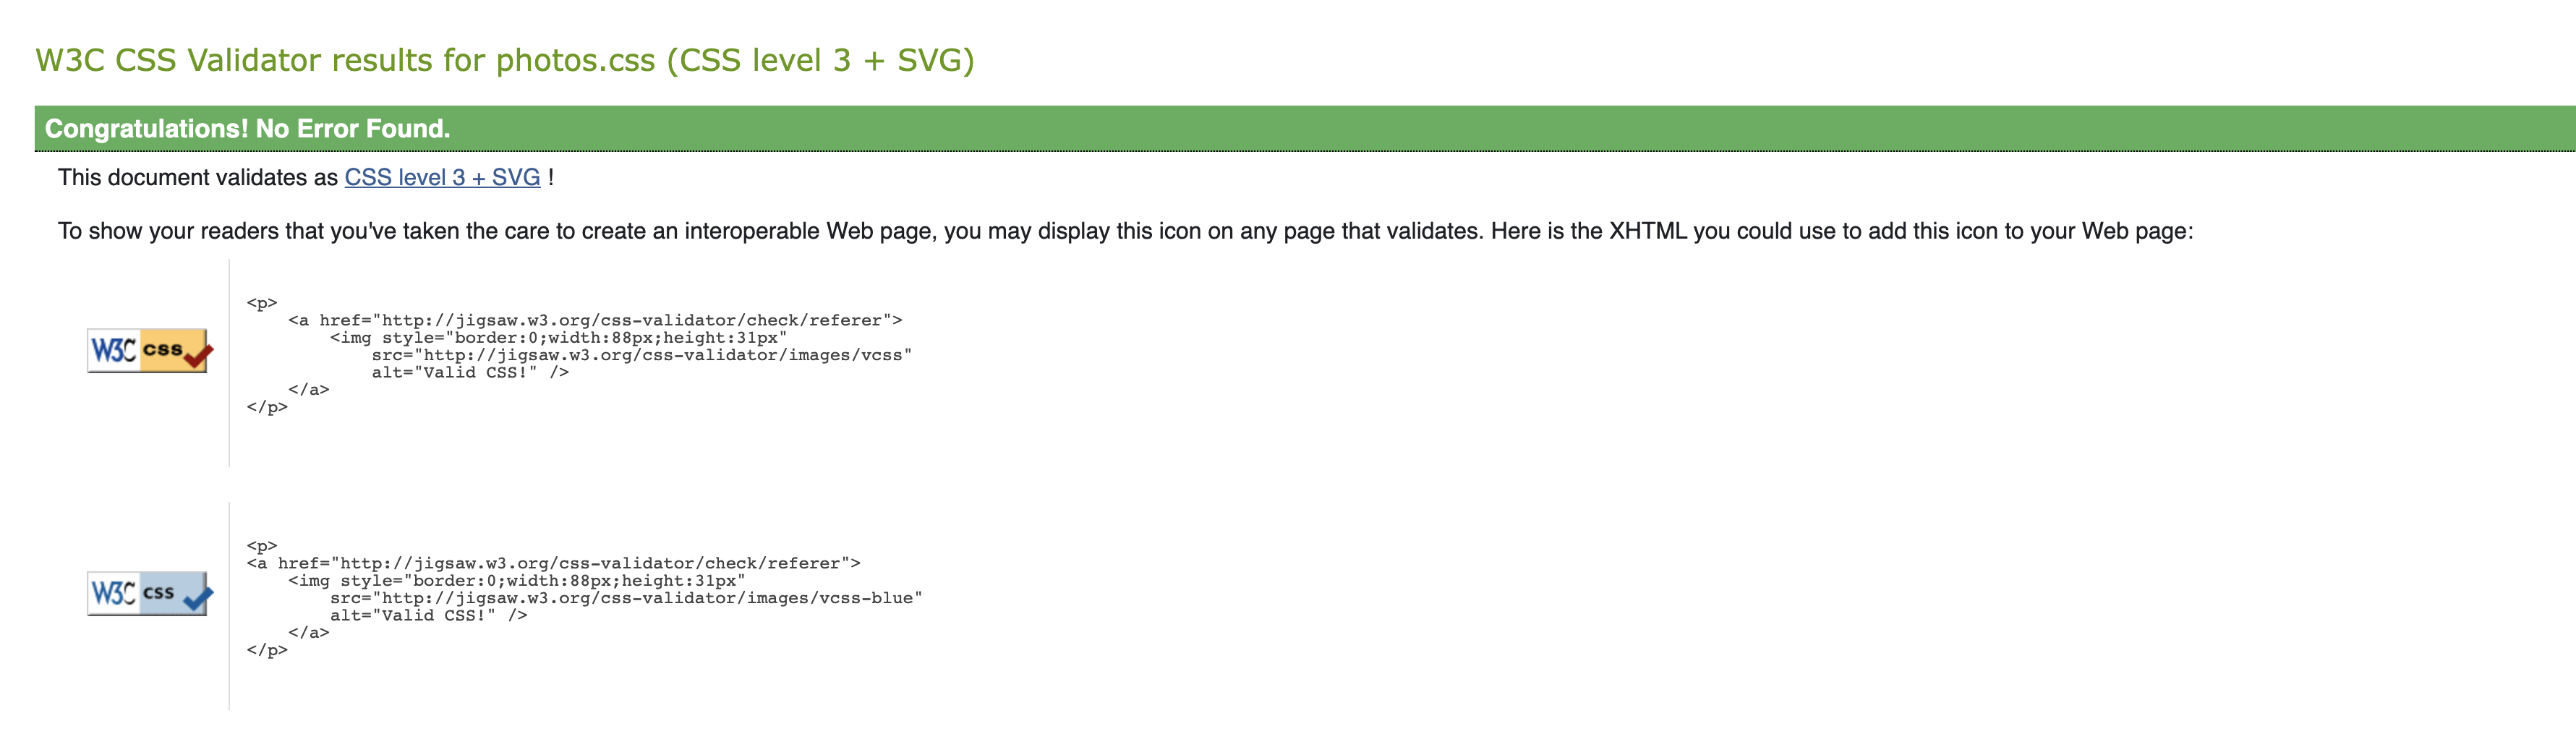 W3C CSS Validator results for photos.css (CSS level 3 + SVG)
Congratulations! No Error Found.
This document validates as CSS level 3 + SVG !
To show your readers that you've taken the care to create an interoperable Web page, you may display this icon on any page that validates. Here is the XHTML you could use to add this icon to your Web page:
W3C css
<p>
    <a href="http://jigsaw.w3.org/css-validator/check/referer">
        <img style="border:0;width:88px;height:31px"
            src="http://jigsaw.w3.org/css-validator/images/vcss"
            alt="Valid CSS!" />
    </a>
</p>
W3C css
<p>
<a href="http://jigsaw.w3.org/css-validator/check/referer">
    <img style="border:0;width:88px;height:31px"
        src="http://jigsaw.w3.org/css-validator/images/vcss-blue"
        alt="Valid CSS!" />
    </a>
</p>